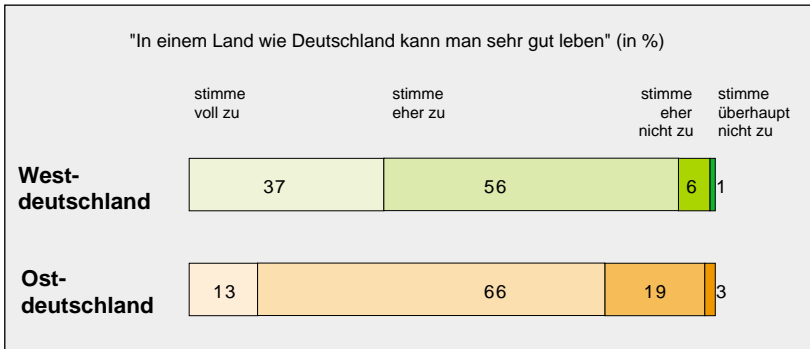 "In einem Land wie Deutschland kann man sehr gut leben" (in %)
stimme
voll zu
stimme
eher zu
stimme
eher
nicht zu
stimme
überhaupt
nicht zu
West-
deutschland
37 56 6 1
Ost-
deutschland
13 66 19 3